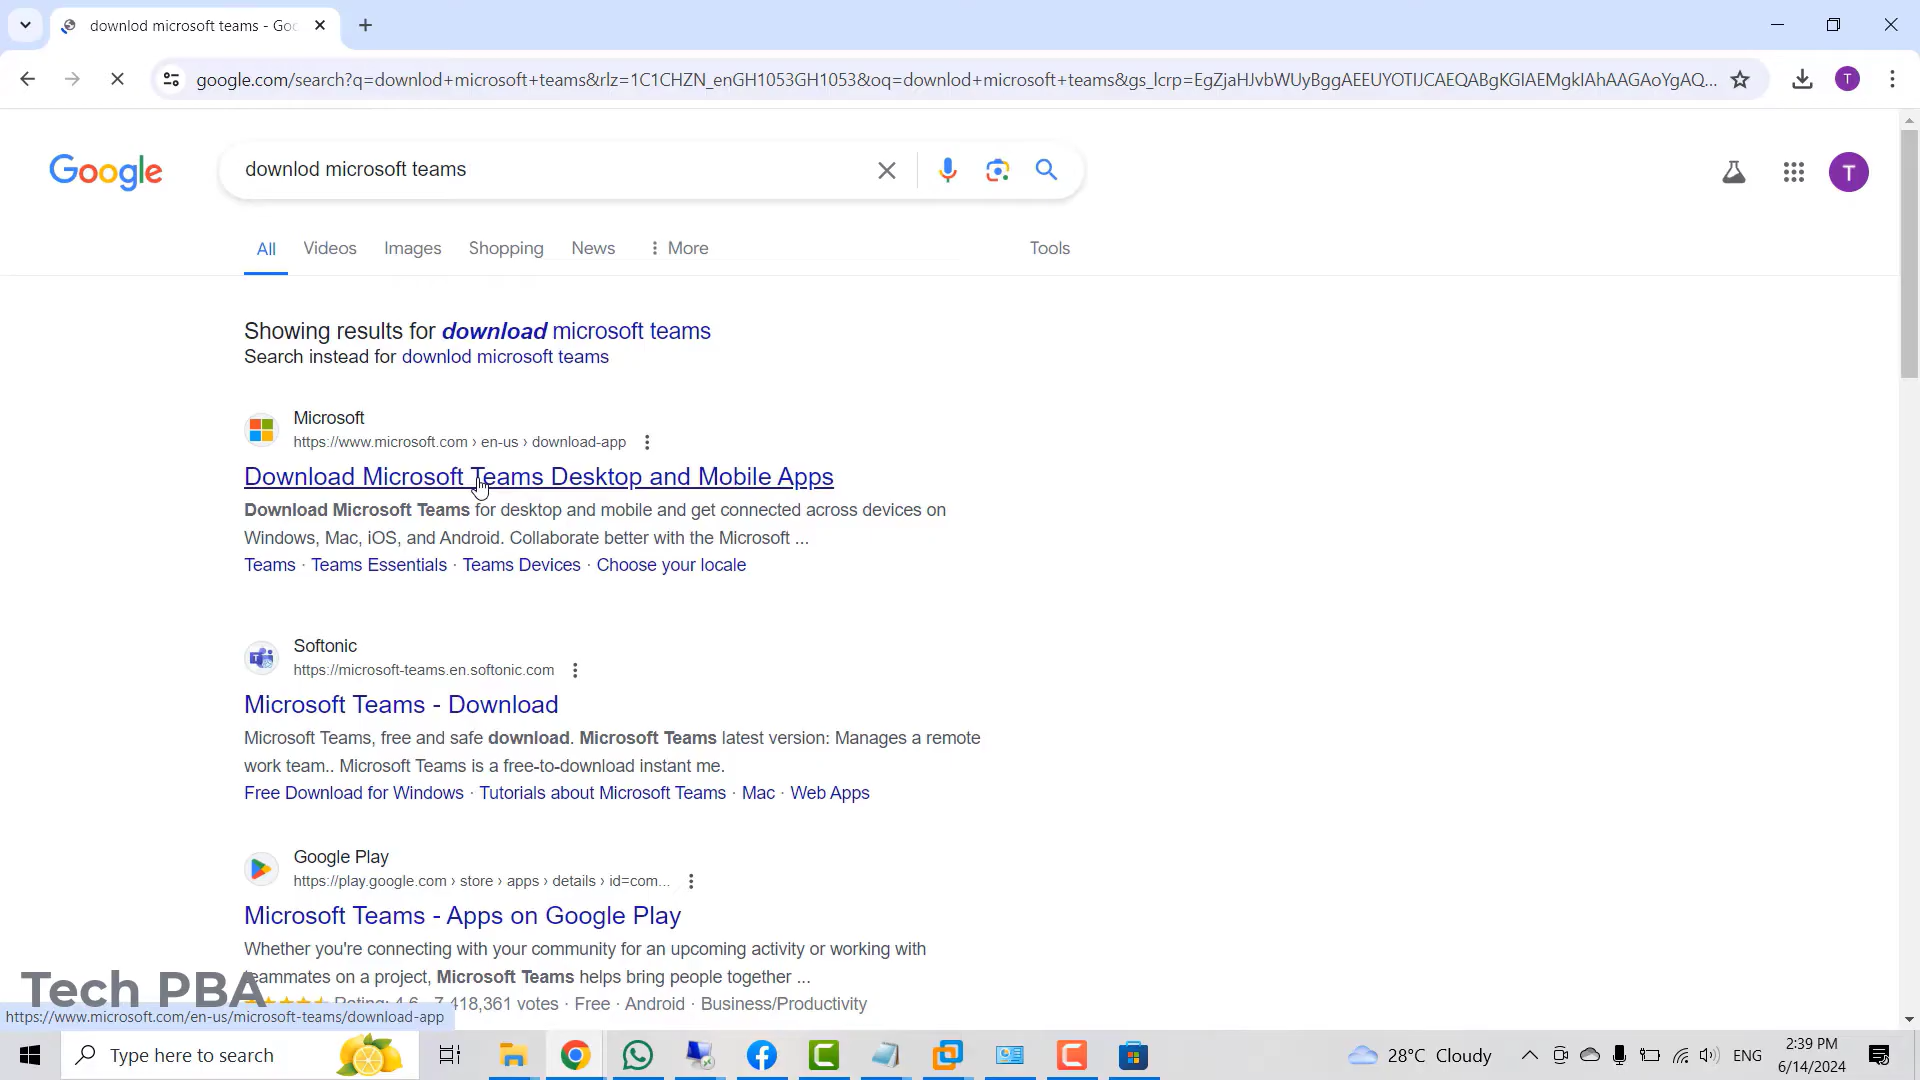 downlod microsoft teams - Goo
google.com/search?q=downlod+microsoft+teams&rlz=1C1CHZN_enGH1053GH1053&oq=downlod+microsoft+teams&gs_lcrp=EgZjaHJvbWUyBggAEEUYOTIJCAEQABgKGIAEMgkIAhAAGAoYgAQ...
T
Google
downlod microsoft teams
T
All
Videos
Images
Shopping
News
More
Tools
Showing results for download microsoft teams
Search instead for downlod microsoft teams
Microsoft
https://www.microsoft.com › en-us › download-app
Download Microsoft Teams Desktop and Mobile Apps
Download Microsoft Teams for desktop and mobile and get connected across devices on
Windows, Mac, iOS, and Android. Collaborate better with the Microsoft ...
Teams · Teams Essentials · Teams Devices · Choose your locale
Softonic
https://microsoft-teams.en.softonic.com
Microsoft Teams - Download
Microsoft Teams, free and safe download. Microsoft Teams latest version: Manages a remote
work team.. Microsoft Teams is a free-to-download instant me.
Free Download for Windows · Tutorials about Microsoft Teams · Mac · Web Apps
Google Play
https://play.google.com › store › apps › details › id=com...
Microsoft Teams - Apps on Google Play
Whether you're connecting with your community for an upcoming activity or working with
teammates on a project, Microsoft Teams helps bring people together ...
Tech PBA
Rating: 4.6 · 7,418,361 votes · Free · Android · Business/Productivity
https://www.microsoft.com/en-us/microsoft-teams/download-app
Type here to search
28°C Cloudy
ENG
2:39 PM
6/14/2024